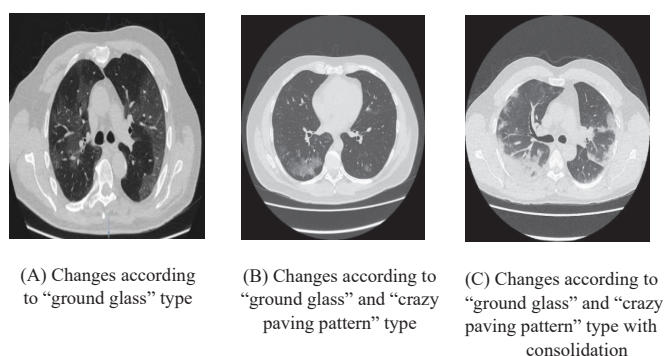 (A) Changes according
to “ground glass” type
(B) Changes according to
“ground glass” and “crazy
paving pattern” type
(C) Changes according to
“ground glass” and “crazy
paving pattern” type with
consolidation